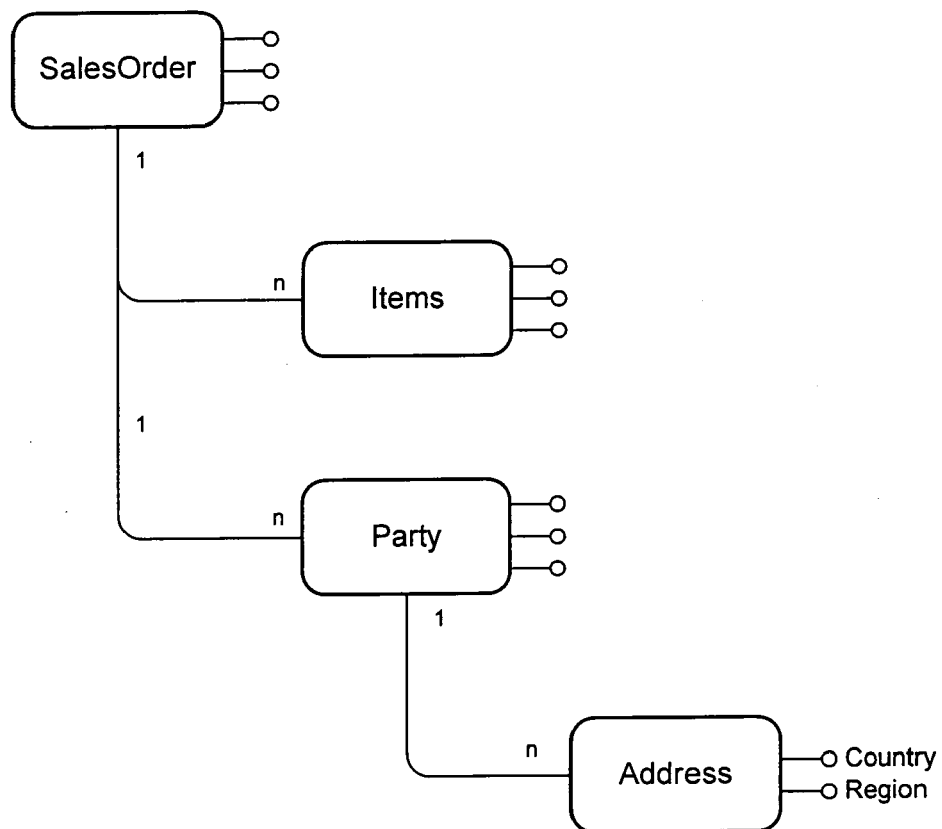 SalesOrder
1
n
Items
1
n
Party
1
n
Address
Country
Region